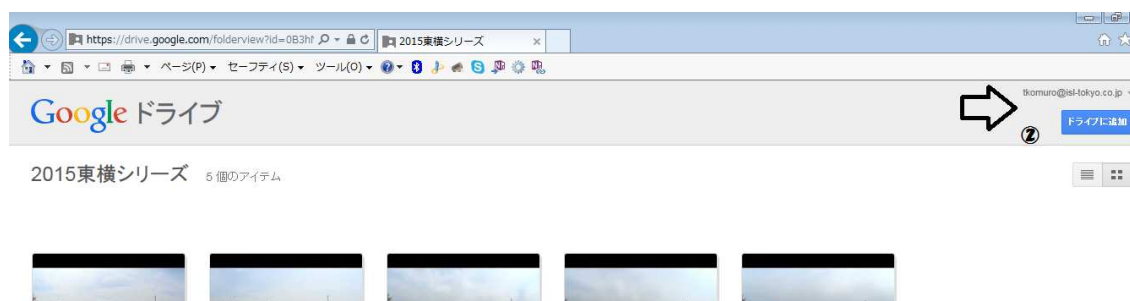 https://drive.google.com/folderview?id=0B3hf
2015東横シリーズ
ページ(P)
セーフティ(S)
ツール(O)
tkomuro@isl-tokyo.co.jp
Google ドライブ
②
ドライブに追加
2015東横シリーズ 5個のアイテム